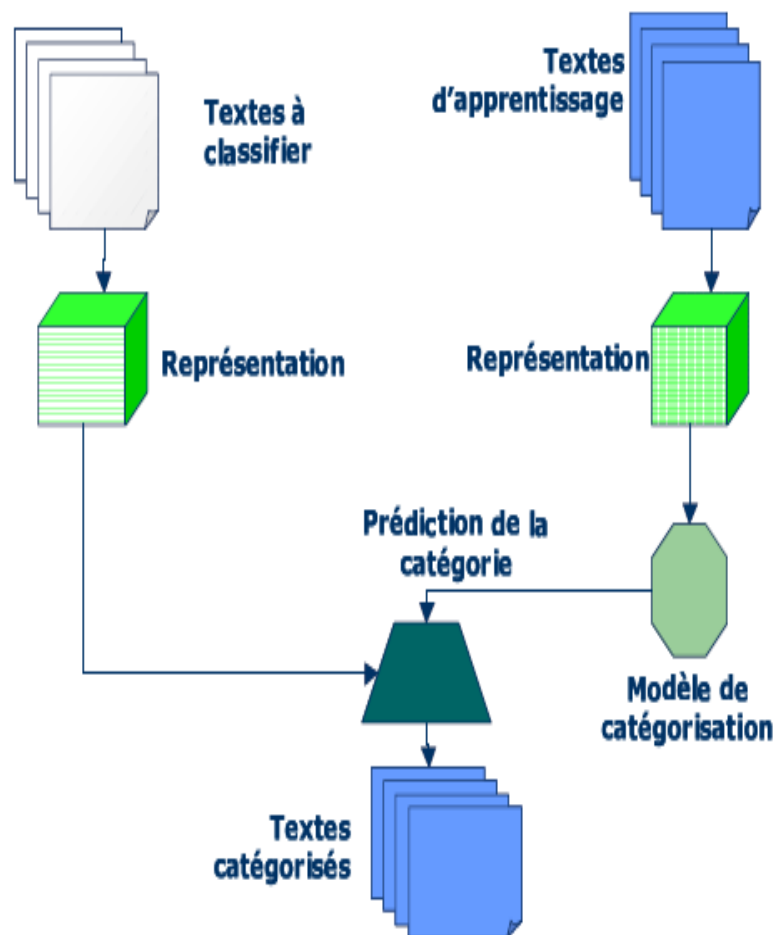 Textes à
classifier
Textes
d'apprentissage
Représentation
Représentation
Prédiction de la
catégorie
Modèle de
catégorisation
Textes
catégorisés